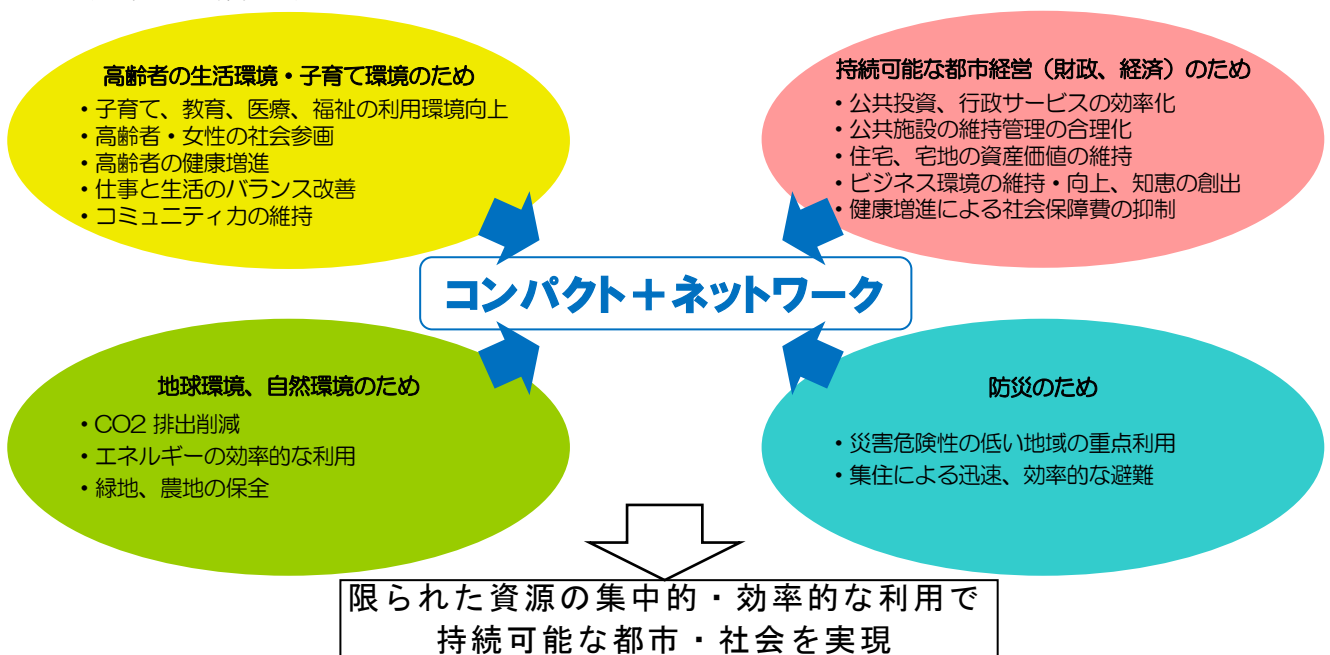 高齢者の生活環境・子育て環境のため
・子育て、教育、医療、福祉の利用環境向上
・高齢者・女性の社会参画
・高齢者の健康増進
・仕事と生活のバランス改善
・コミュニティ力の維持
持続可能な都市経営（財政、経済）のため
・公共投資、行政サービスの効率化
・公共施設の維持管理の合理化
・住宅、宅地の資産価値の維持
・ビジネス環境の維持・向上、知恵の創出
・健康増進による社会保障費の抑制
コンパクト＋ネットワーク
地球環境、自然環境のため
・CO2 排出削減
・エネルギーの効率的な利用
・緑地、農地の保全
防災のため
・災害危険性の低い地域の重点利用
・集住による迅速、効率的な避難
限られた資源の集中的・効率的な利用で
持続可能な都市・社会を実現